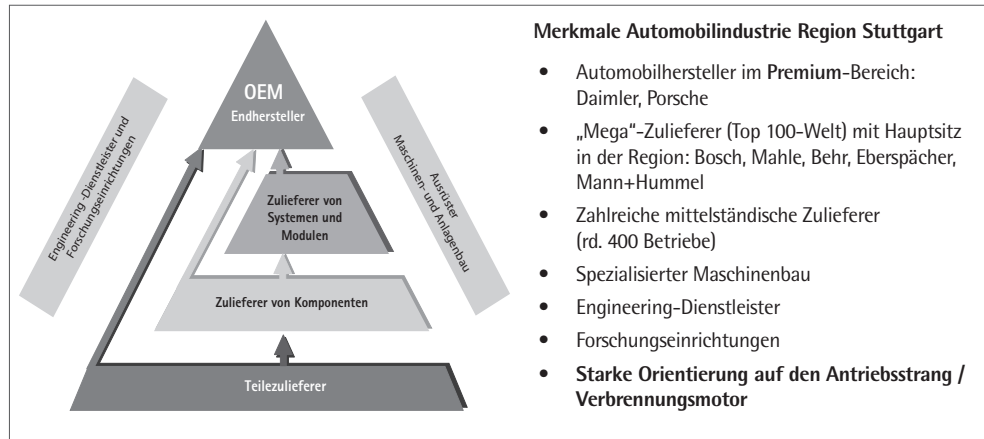 OEM
Endhersteller
Engineering -Dienstleister und
Forschungseinrichtungen
Ausrüster
Maschinen- und Anlagenbau
Zulieferer von
Systemen und
Modulen
Zulieferer von Komponenten
Teilezulieferer
Merkmale Automobilindustrie Region Stuttgart
• Automobilhersteller im Premium-Bereich:
Daimler, Porsche
• „Mega“-Zulieferer (Top 100-Welt) mit Hauptsitz
in der Region: Bosch, Mahle, Behr, Eberspächer,
Mann+Hummel
• Zahlreiche mittelständische Zulieferer
(rd. 400 Betriebe)
• Spezialisierter Maschinenbau
• Engineering-Dienstleister
• Forschungseinrichtungen
• Starke Orientierung auf den Antriebsstrang /
Verbrennungsmotor